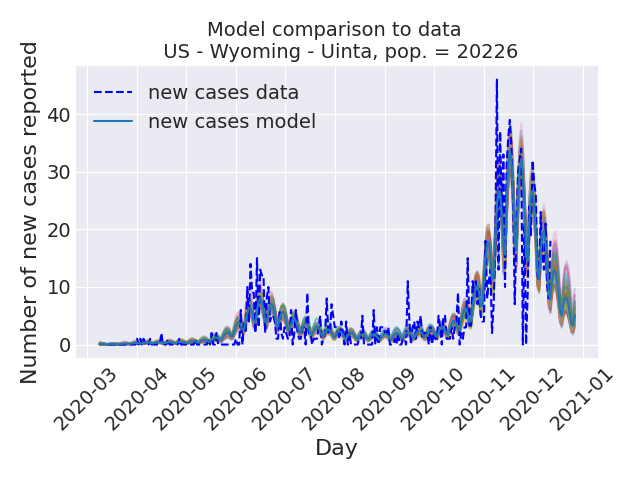 Model comparison to data
US - Wyoming - Uinta, pop. = 20226
Number of new cases reported
new cases data
new cases model
40
30
20
10
0
2020-03
2020-04
2020-05
2020-06
2020-07
2020-08
2020-09
2020-10
2020-11
2020-12
2021-01
Day